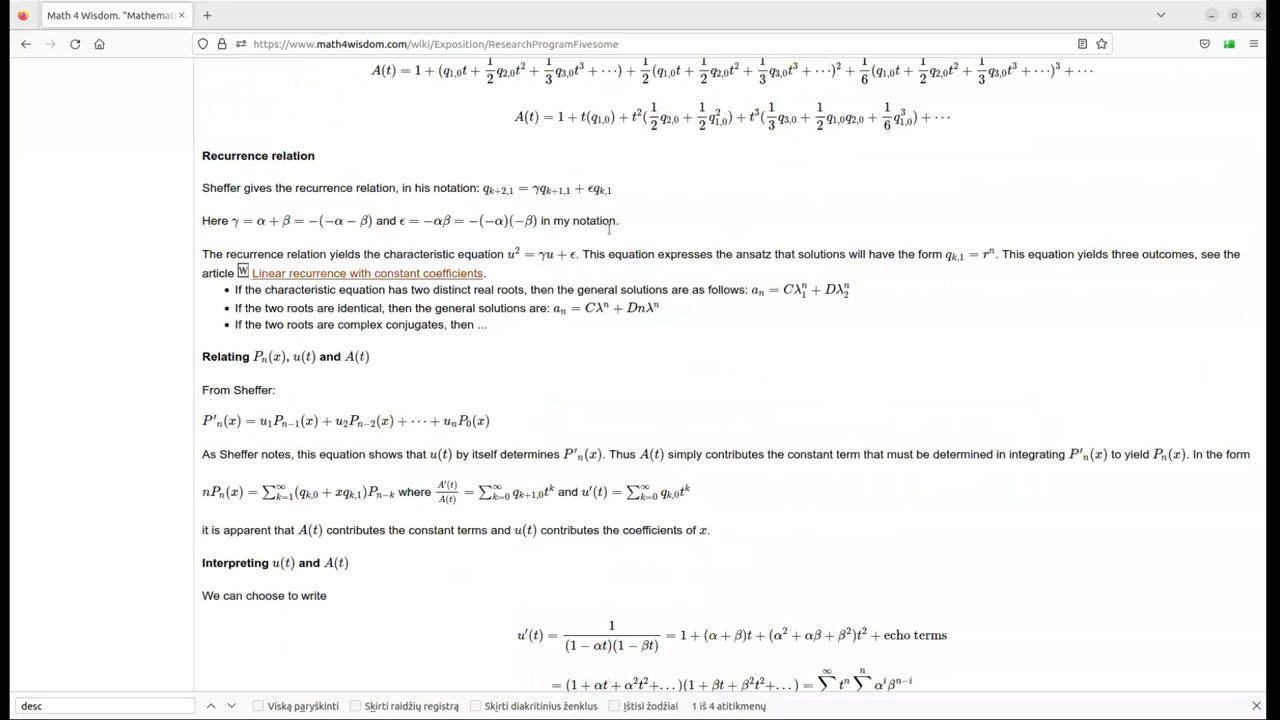 Math 4 Wisdom. "Mathemat
https://www.math4wisdom.com/wiki/Exposition/ResearchProgramFivesome
A(t) = 1 + (q_{1,0}t + \frac{1}{2}q_{2,0}t^2 + \frac{1}{3}q_{3,0}t^3 + ⋯) + \frac{1}{2}(q_{1,0}t + \frac{1}{2}q_{2,0}t^2 + \frac{1}{3}q_{3,0}t^3 + ⋯)^2 + \frac{1}{6}(q_{1,0}t + \frac{1}{2}q_{2,0}t^2 + \frac{1}{3}q_{3,0}t^3 + ⋯)^3 + ⋯
A(t) = 1 + t(q_{1,0}) + t^2(\frac{1}{2}q_{2,0} + \frac{1}{2}q_{1,0}^2) + t^3(\frac{1}{3}q_{3,0} + \frac{1}{2}q_{1,0}q_{2,0} + \frac{1}{6}q_{1,0}^3) + ⋯
Recurrence relation
Sheffer gives the recurrence relation, in his notation: q_{k+2,1} = γq_{k+1,1} + ϵq_{k,1}
Here γ = α + β = −(−α − β) and ϵ = −αβ = −(−α)(−β) in my notation.
The recurrence relation yields the characteristic equation u^2 = γu + ϵ. This equation expresses the ansatz that solutions will have the form q_{k,1} = r^n. This equation yields three outcomes, see the
article W Linear recurrence with constant coefficients.
• If the characteristic equation has two distinct real roots, then the general solutions are as follows: a_n = Cλ_1^n + Dλ_2^n
• If the two roots are identical, then the general solutions are: a_n = Cλ^n + Dnλ^n
• If the two roots are complex conjugates, then ...
Relating P_n(x), u(t) and A(t)
From Sheffer:
P'_n(x) = u_1P_{n−1}(x) + u_2P_{n−2}(x) + ⋯ + u_nP_0(x)
As Sheffer notes, this equation shows that u(t) by itself determines P'_n(x). Thus A(t) simply contributes the constant term that must be determined in integrating P'_n(x) to yield P_n(x). In the form
nP_n(x) = ∑_{k=1}^∞(q_{k,0} + xq_{k,1})P_{n−k} where \frac{A'(t)}{A(t)} = ∑_{k=0}^∞ q_{k+1,0}t^k and u'(t) = ∑_{k=0}^∞ q_{k,0}t^k
it is apparent that A(t) contributes the constant terms and u(t) contributes the coefficients of x.
Interpreting u(t) and A(t)
We can choose to write
u'(t) = \frac{1}{(1 − αt)(1 − βt)} = 1 + (α + β)t + (α^2 + αβ + β^2)t^2 + echo terms
= (1 + αt + α^2t^2+…)(1 + βt + β^2t^2+…) = ∑^∞ t^n ∑^n α^iβ^{n−i}
desc
Viską paryškinti
Skirti raidžių registrą
Skirti diakritinius ženklus
Ištisi žodžiai
1 iš 4 atitikmenų